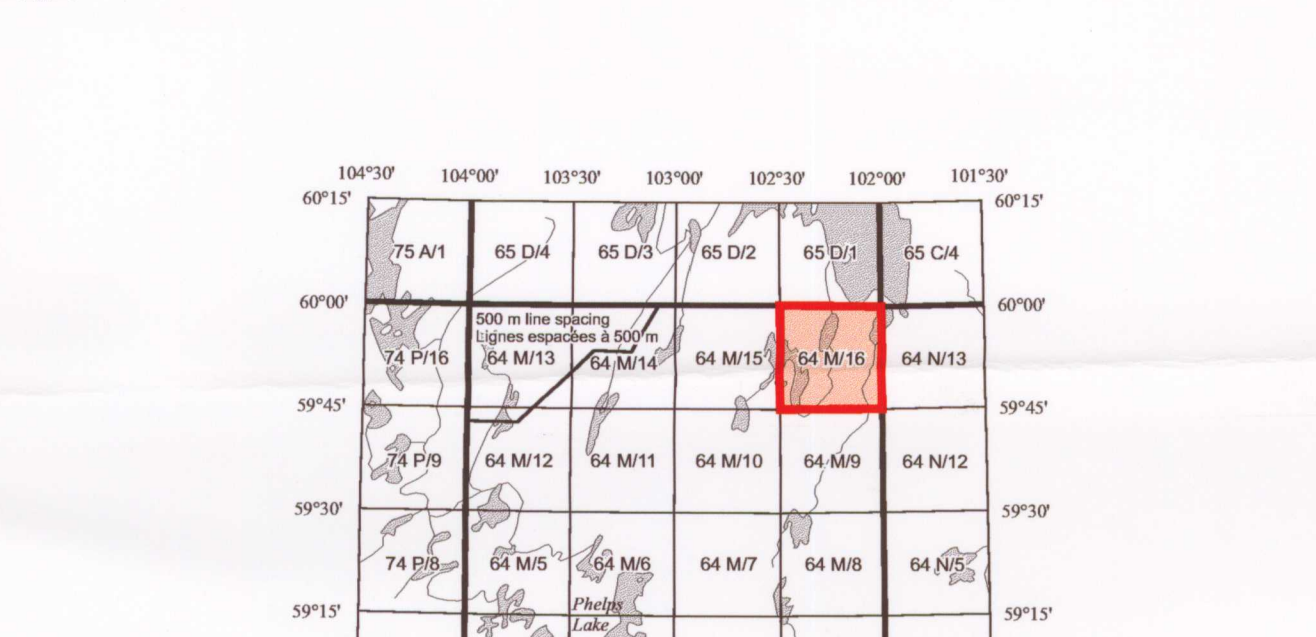 104°30' 104°00' 103°30' 103°00' 102°30' 102°00' 101°30'
60°15' 60°15'
75 A/1 65 D/4 65 D/3 65 D/2 65 D/1 65 C/4
60°00' 60°00'
500 m line spacing
Lignes espacées à 500 m
74 P/16 64 M/13 64 M/14 64 M/15 64 M/16 64 N/13
59°45' 59°45'
74 P/9 64 M/12 64 M/11 64 M/10 64 M/9 64 N/12
59°30' 59°30'
74 P/8 64 M/5 64 M/6 64 M/7 64 M/8 64 N/5
59°15' Phelps 59°15'
Lake